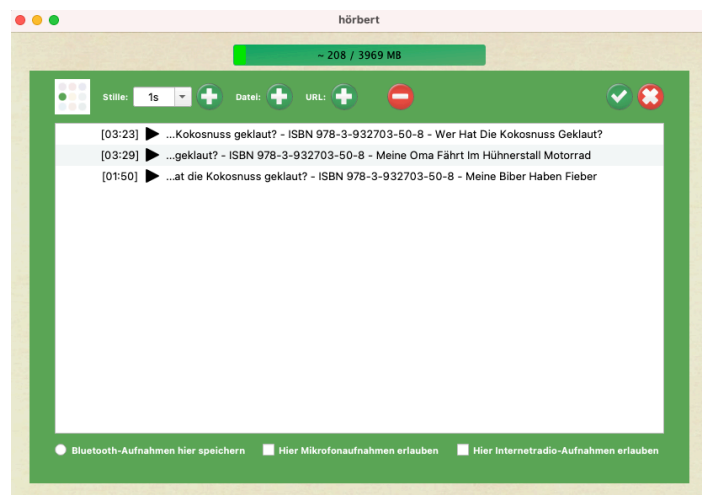 hörbert
~ 208 / 3969 MB
Stille: 1s Datei: URL:
[03:23] ...Kokosnuss geklaut? - ISBN 978-3-932703-50-8 - Wer Hat Die Kokosnuss Geklaut?
[03:29] ...geklaut? - ISBN 978-3-932703-50-8 - Meine Oma Fährt Im Hühnerstall Motorrad
[01:50] ...at die Kokosnuss geklaut? - ISBN 978-3-932703-50-8 - Meine Biber Haben Fieber
Bluetooth-Aufnahmen hier speichern Hier Mikrofonaufnahmen erlauben Hier Internetradio-Aufnahmen erlauben